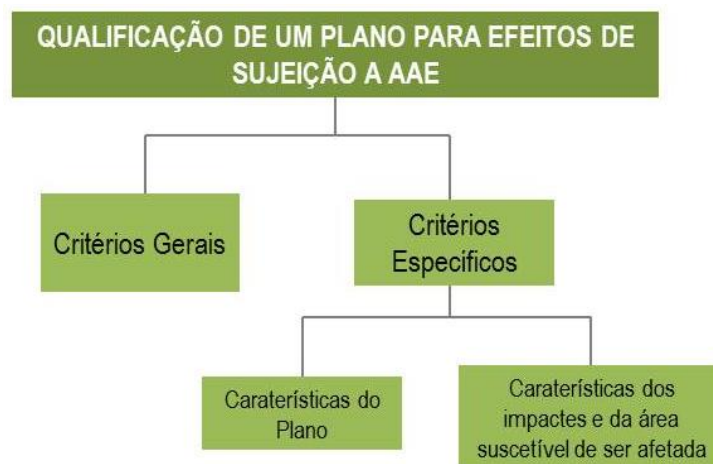 QUALIFICAÇÃO DE UM PLANO PARA EFEITOS DE
SUJEIÇÃO A AAE
Critérios Gerais
Critérios
Específicos
Caraterísticas do
Plano
Caraterísticas dos
impactes e da área
suscetível de ser afetada